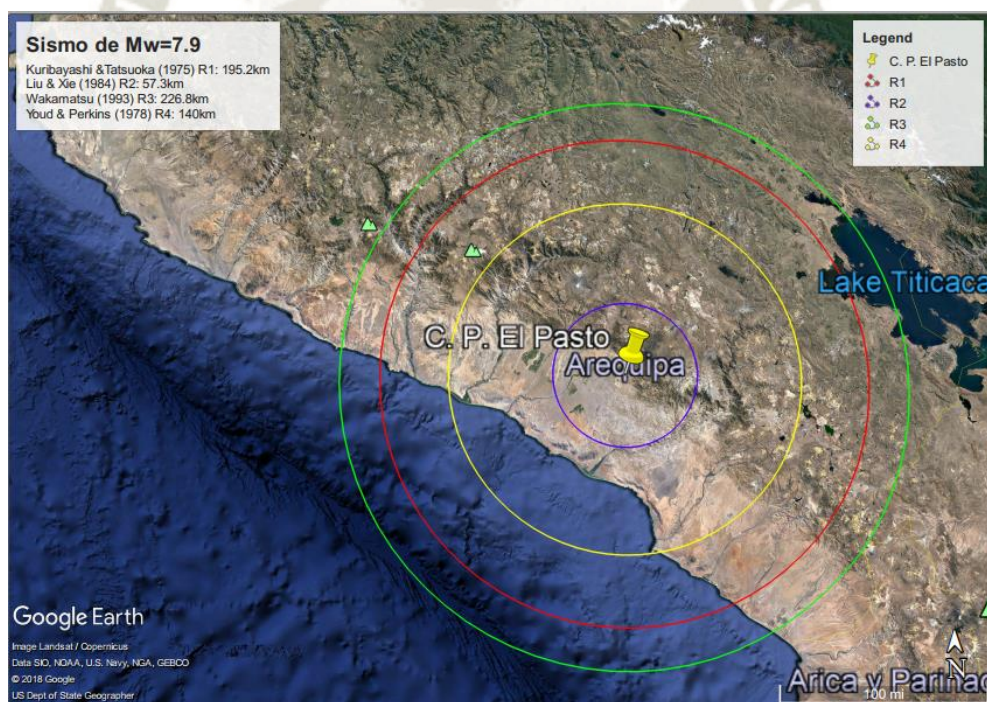 Sismo de Mw=7.9
Kuribayashi &Tatsuoka (1975) R1: 195.2km
Liu & Xie (1984) R2: 57.3km
Wakamatsu (1993) R3: 226.8km
Youd & Perkins (1978) R4: 140km
Legend
C. P. El Pasto
R1
R2
R3
R4
Lake Titicaca
C. P. El Pasto
Arequipa
Google Earth
Image Landsat / Copernicus
Data SIO, NOAA, U.S. Navy, NGA, GEBCO
© 2018 Google
US Dept of State Geographer
N
Arica y Parinac
100 mi